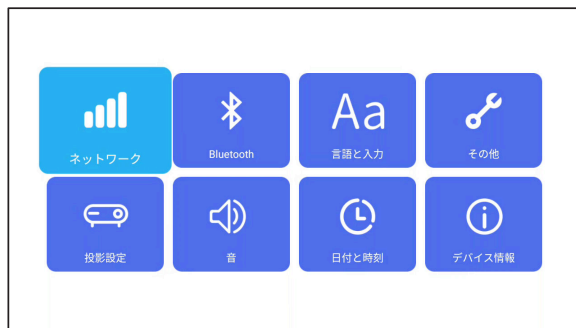 ネットワーク
Bluetooth
Aa
言語と入力
その他
投影設定
音
日付と時刻
デバイス情報